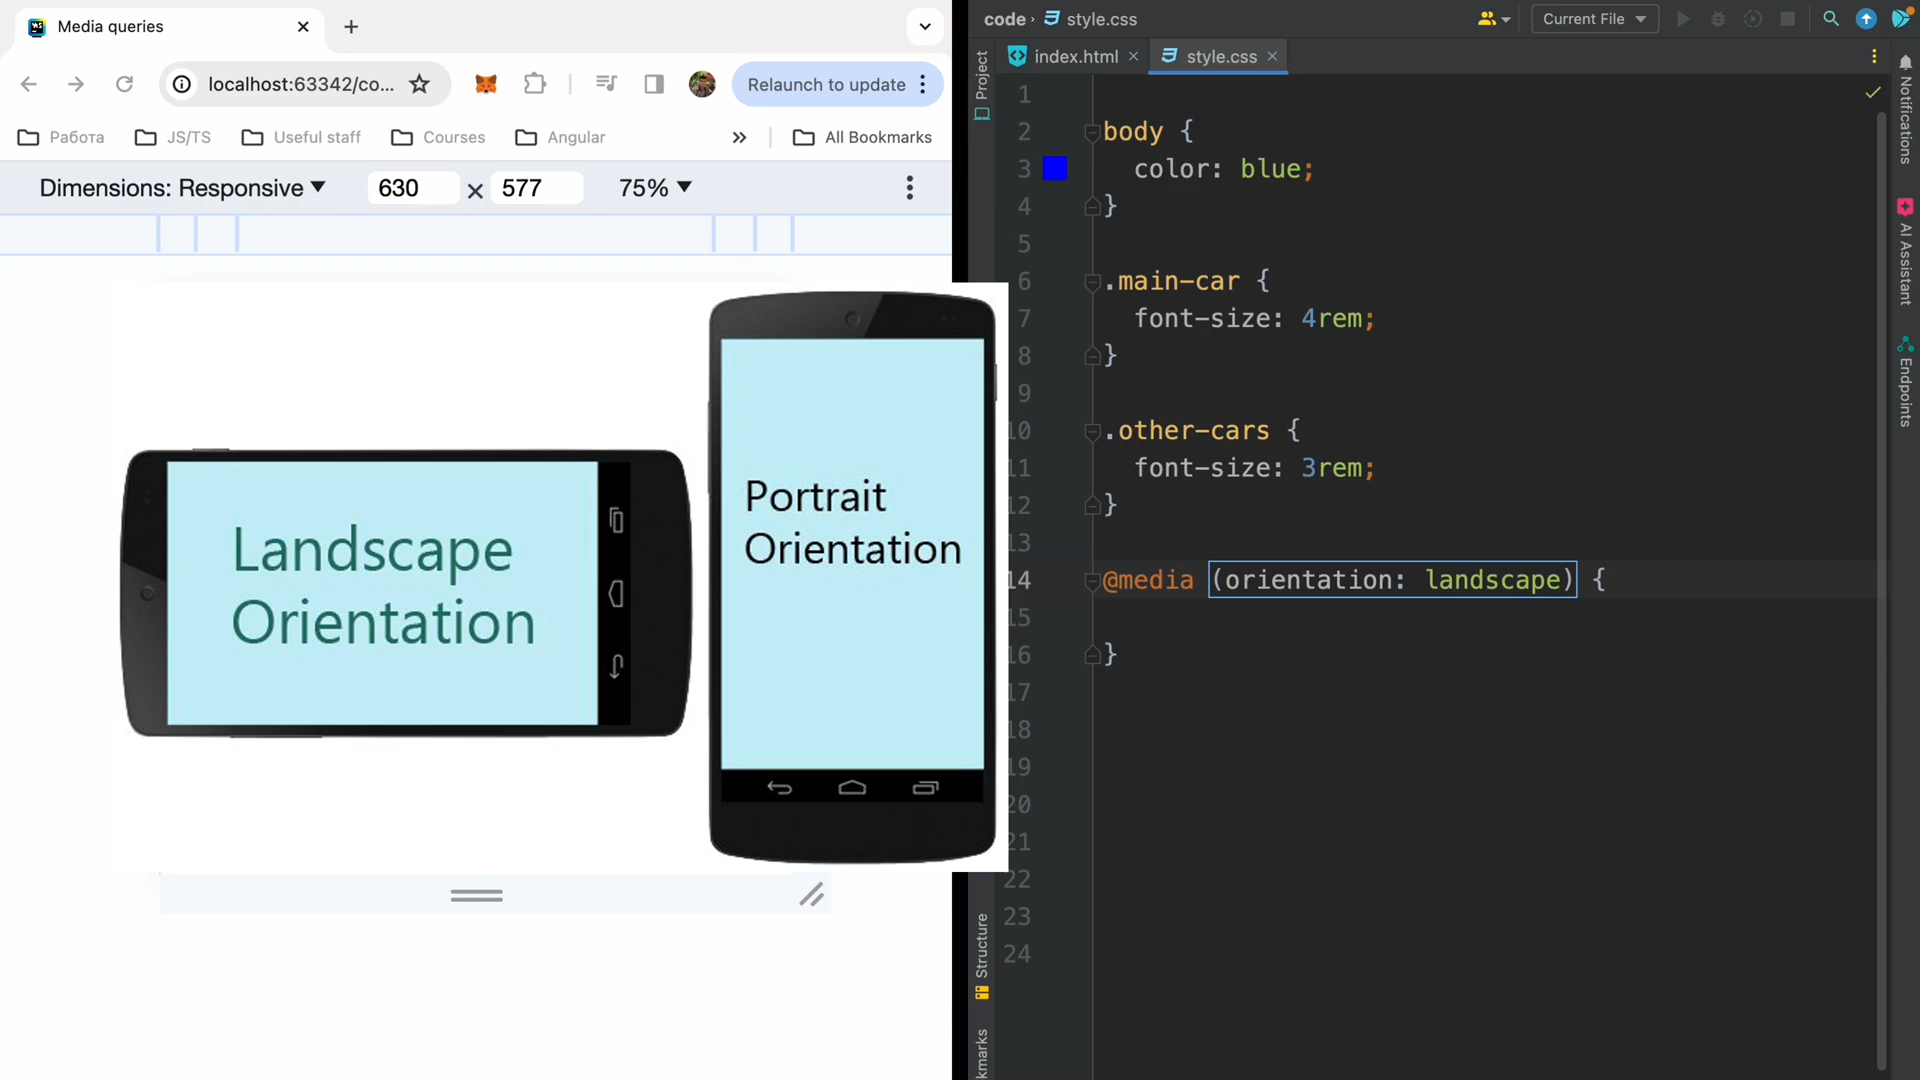 Media queries
localhost:63342/co...
Relaunch to update
Работа
JS/TS
Useful staff
Courses
Angular
All Bookmarks
Dimensions: Responsive
630
×
577
75%
Landscape
Orientation
Portrait
Orientation
code
style.css
Current File
Project
index.html
style.css
1
2 body {
3 color: blue;
4 }
5
6 .main-car {
7 font-size: 4rem;
8 }
9
10 .other-cars {
11 font-size: 3rem;
12 }
13
14 @media (orientation: landscape) {
15
16 }
17
18
19
20
21
22
23
24
Structure
Notifications
AI Assistant
Endpoints